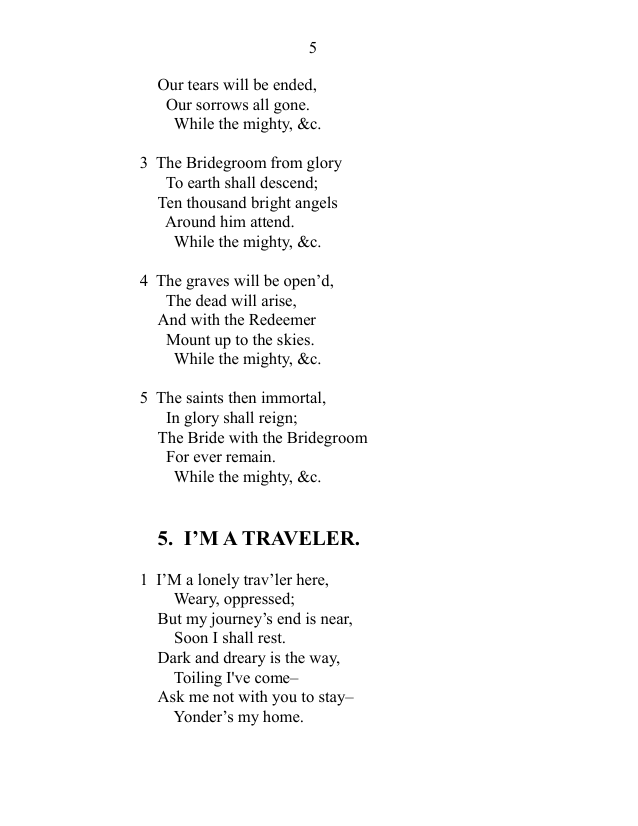 5
Our tears will be ended,
Our sorrows all gone.
While the mighty, &c.
3 The Bridegroom from glory
To earth shall descend;
Ten thousand bright angels
Around him attend.
While the mighty, &c.
4 The graves will be open’d,
The dead will arise,
And with the Redeemer
Mount up to the skies.
While the mighty, &c.
5 The saints then immortal,
In glory shall reign;
The Bride with the Bridegroom
For ever remain.
While the mighty, &c.
5. I’M A TRAVELER.
1 I’M a lonely trav’ler here,
Weary, oppressed;
But my journey’s end is near,
Soon I shall rest.
Dark and dreary is the way,
Toiling I've come–
Ask me not with you to stay–
Yonder’s my home.